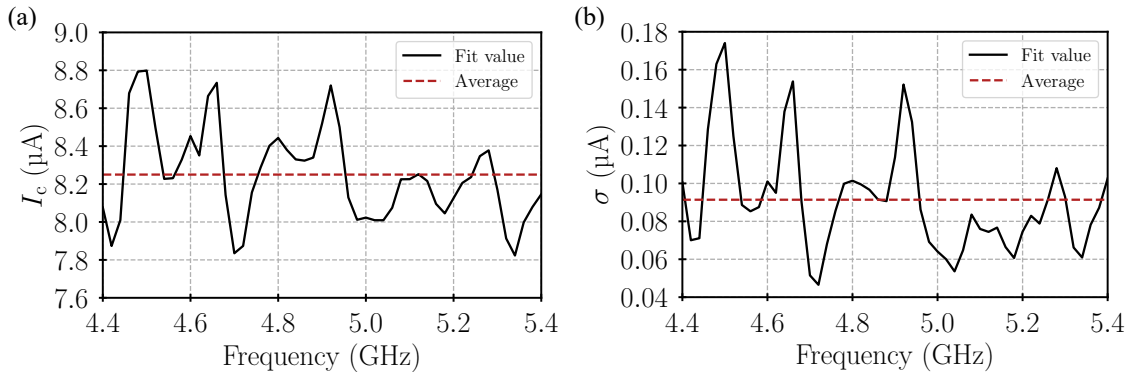 (a)
I_c (µA)
9.0
8.8
8.6
8.4
8.2
8.0
7.8
7.6
4.4 4.6 4.8 5.0 5.2 5.4
Frequency (GHz)
Fit value
Average
(b)
σ (µA)
0.18
0.16
0.14
0.12
0.10
0.08
0.06
0.04
4.4 4.6 4.8 5.0 5.2 5.4
Frequency (GHz)
Fit value
Average